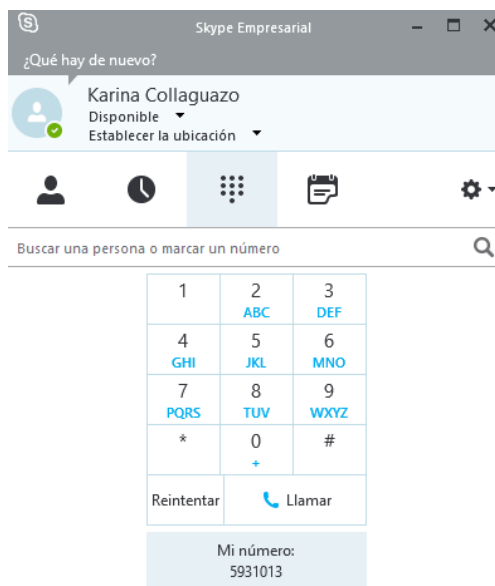 Skype Empresarial
¿Qué hay de nuevo?
Karina Collaguazo
Disponible
Establecer la ubicación
Buscar una persona o marcar un número
1 2 3
ABC DEF
4 5 6
GHI JKL MNO
7 8 9
PQRS TUV WXYZ
* 0 #
+
Reintentar Llamar
Mi número:
5931013